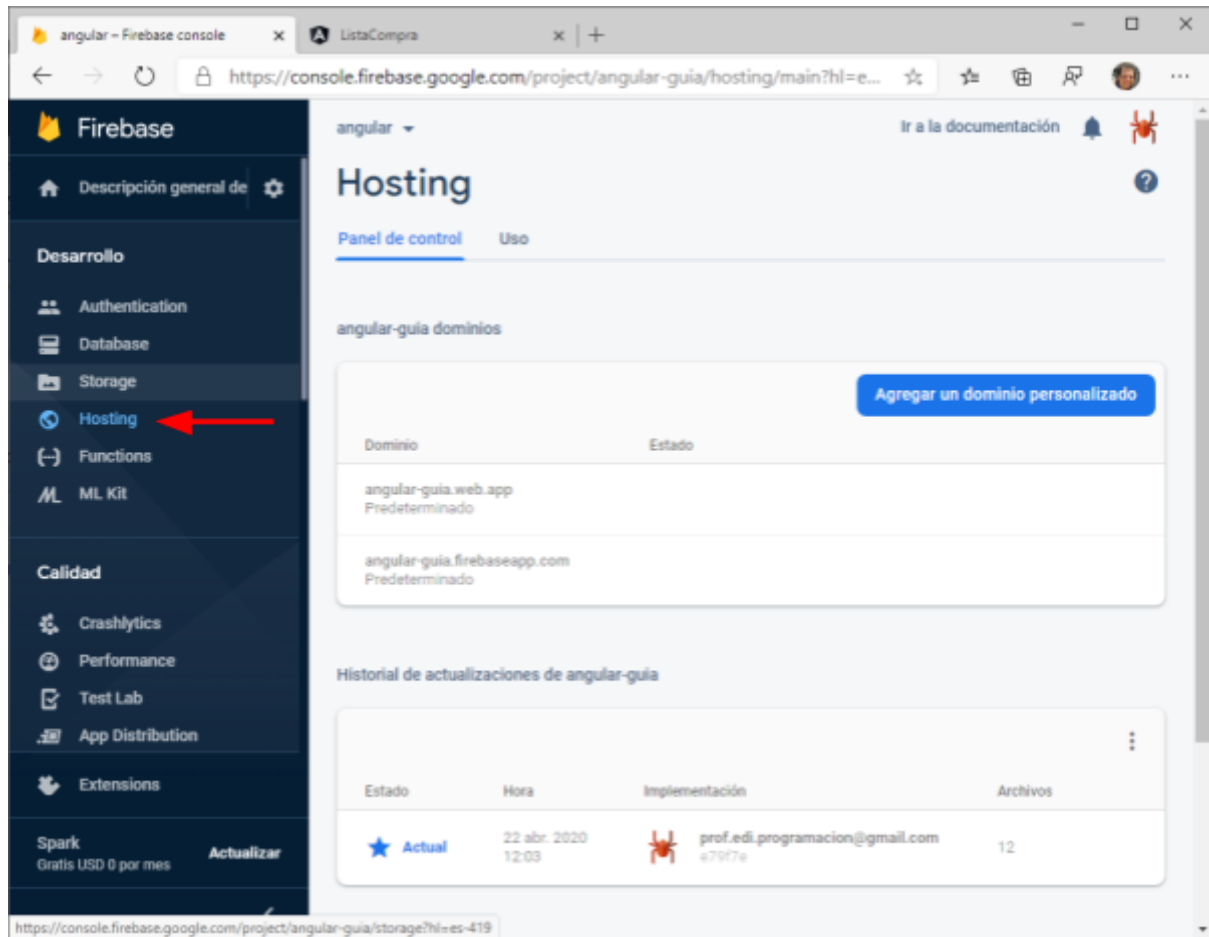 angular – Firebase console
ListaCompra
https://console.firebase.google.com/project/angular-guia/hosting/main?hl=e...
Firebase
Descripción general de
Desarrollo
Authentication
Database
Storage
Hosting
Functions
ML Kit
Calidad
Crashlytics
Performance
Test Lab
App Distribution
Extensions
Spark
Gratis USD 0 por mes
Actualizar
angular
Ir a la documentación
Hosting
Panel de control Uso
angular-guia dominios
Agregar un dominio personalizado
Dominio Estado
angular-guia.web.app
Predeterminado
angular-guia.firebaseapp.com
Predeterminado
Historial de actualizaciones de angular-guia
Estado Hora Implementación Archivos
Actual 22 abr. 2020 prof.edi.programacion@gmail.com 12
12:03 e79f7e
https://console.firebase.google.com/project/angular-guia/storage?hl=es-419